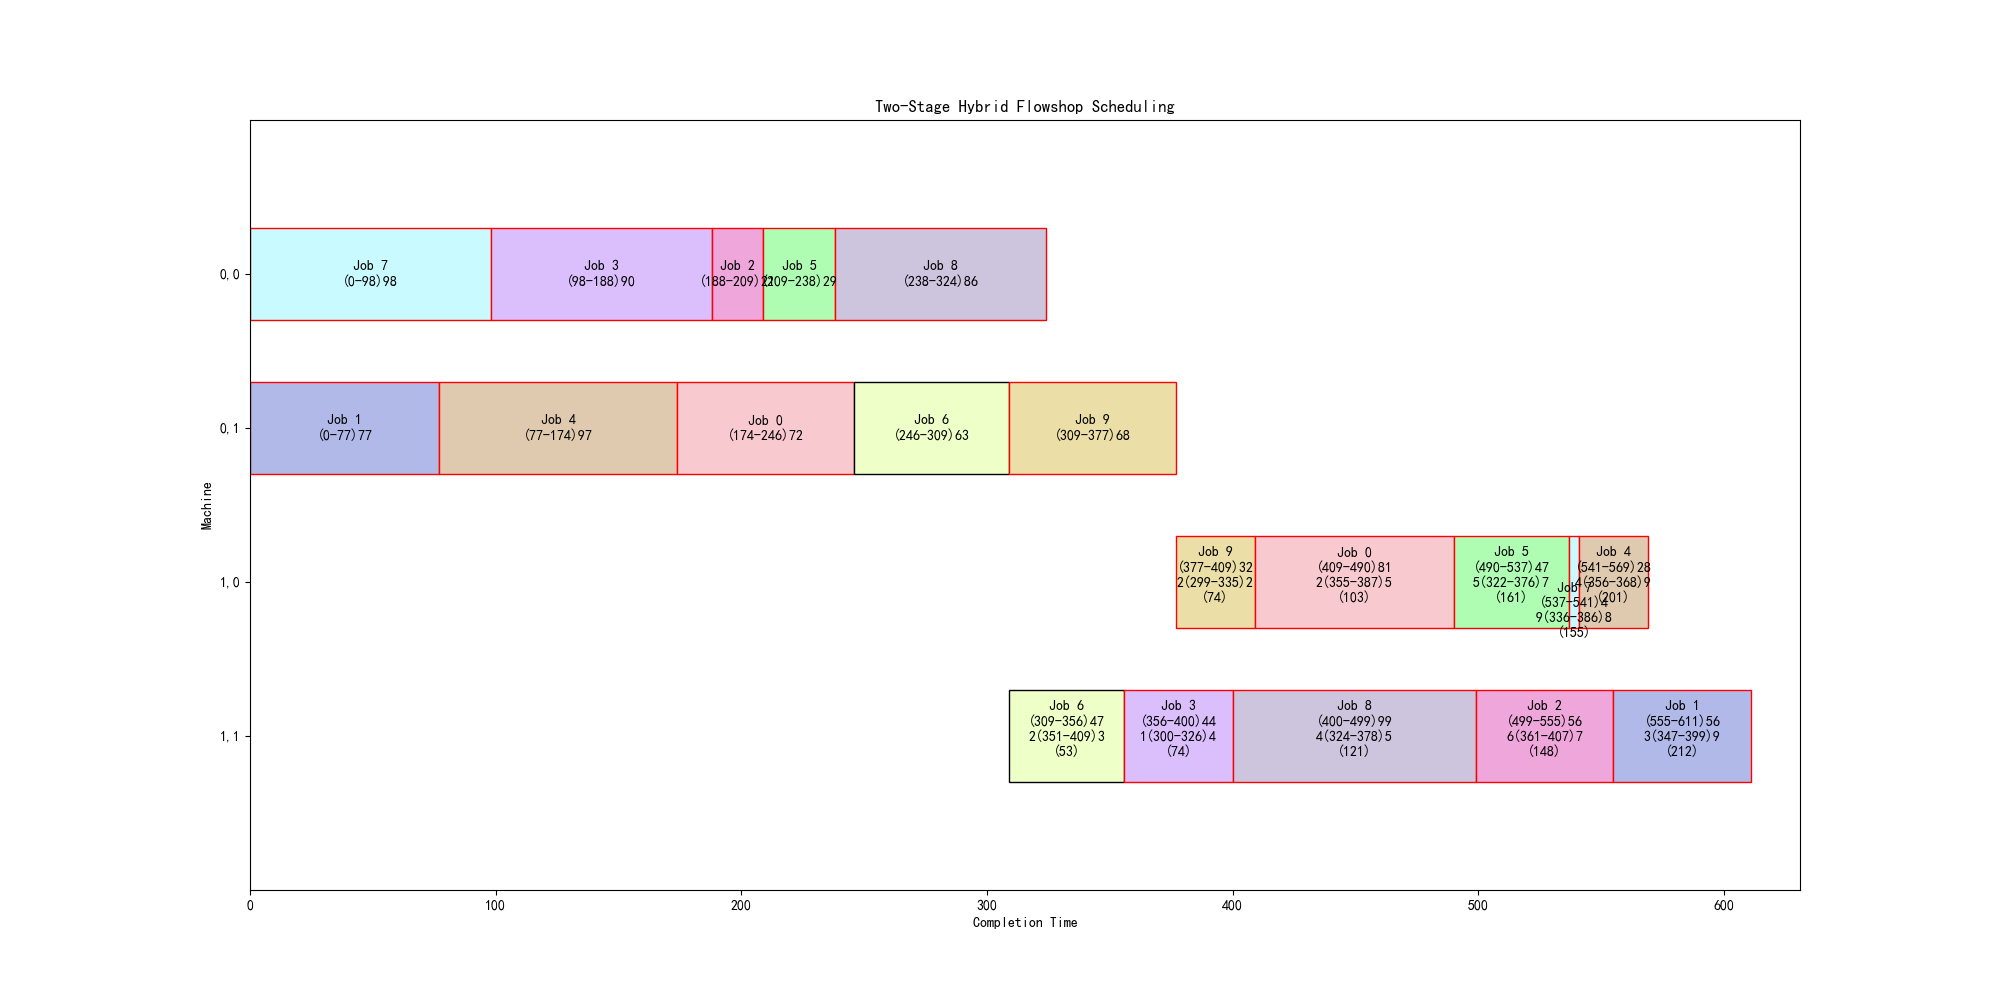 Two-Stage Hybrid Flowshop Scheduling
0,0
Job 7
(0-98)98
Job 3
(98-188)90
Job 2
(188-209)21
Job 5
(209-238)29
Job 8
(238-324)86
0,1
Job 1
(0-77)77
Job 4
(77-174)97
Job 0
(174-246)72
Job 6
(246-309)63
Job 9
(309-377)68
Machine
1,0
Job 9
(377-409)32
2(299-335)2
(74)
Job 0
(409-490)81
2(355-387)5
(103)
Job 5
(490-537)47
5(322-376)7
(161)
Job 7
(537-541)4
9(336-386)8
(155)
Job 4
(541-569)28
4(356-368)9
(201)
1,1
Job 6
(309-356)47
2(351-409)3
(53)
Job 3
(356-400)44
1(300-326)4
(74)
Job 8
(400-499)99
4(324-378)5
(121)
Job 2
(499-555)56
6(361-407)7
(148)
Job 1
(555-611)56
3(347-399)9
(212)
0 100 200 300 400 500 600
Completion Time